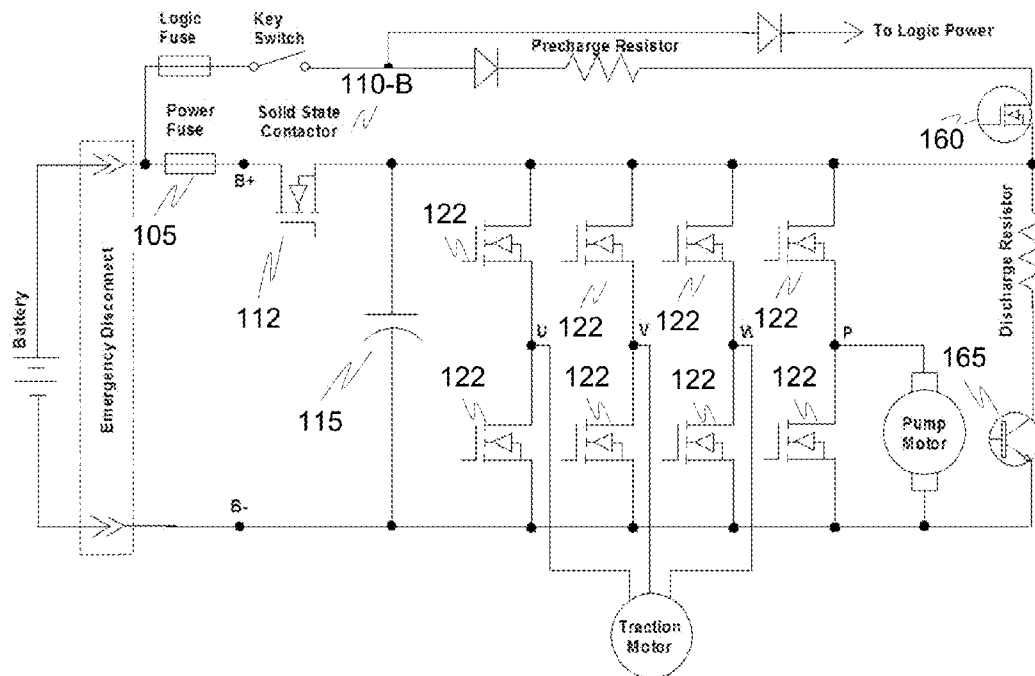 Logic
Fuse
Key
Switch
Precharge Resistor
To Logic Power
110-B
Power
Fuse
Solid State
Contactor
160
B+
105
112
122
122
122
122
Discharge Resistor
Battery
Emergency Disconnect
115
U
V
W
P
122
122
122
122
165
Pump
Motor
B-
Traction
Motor